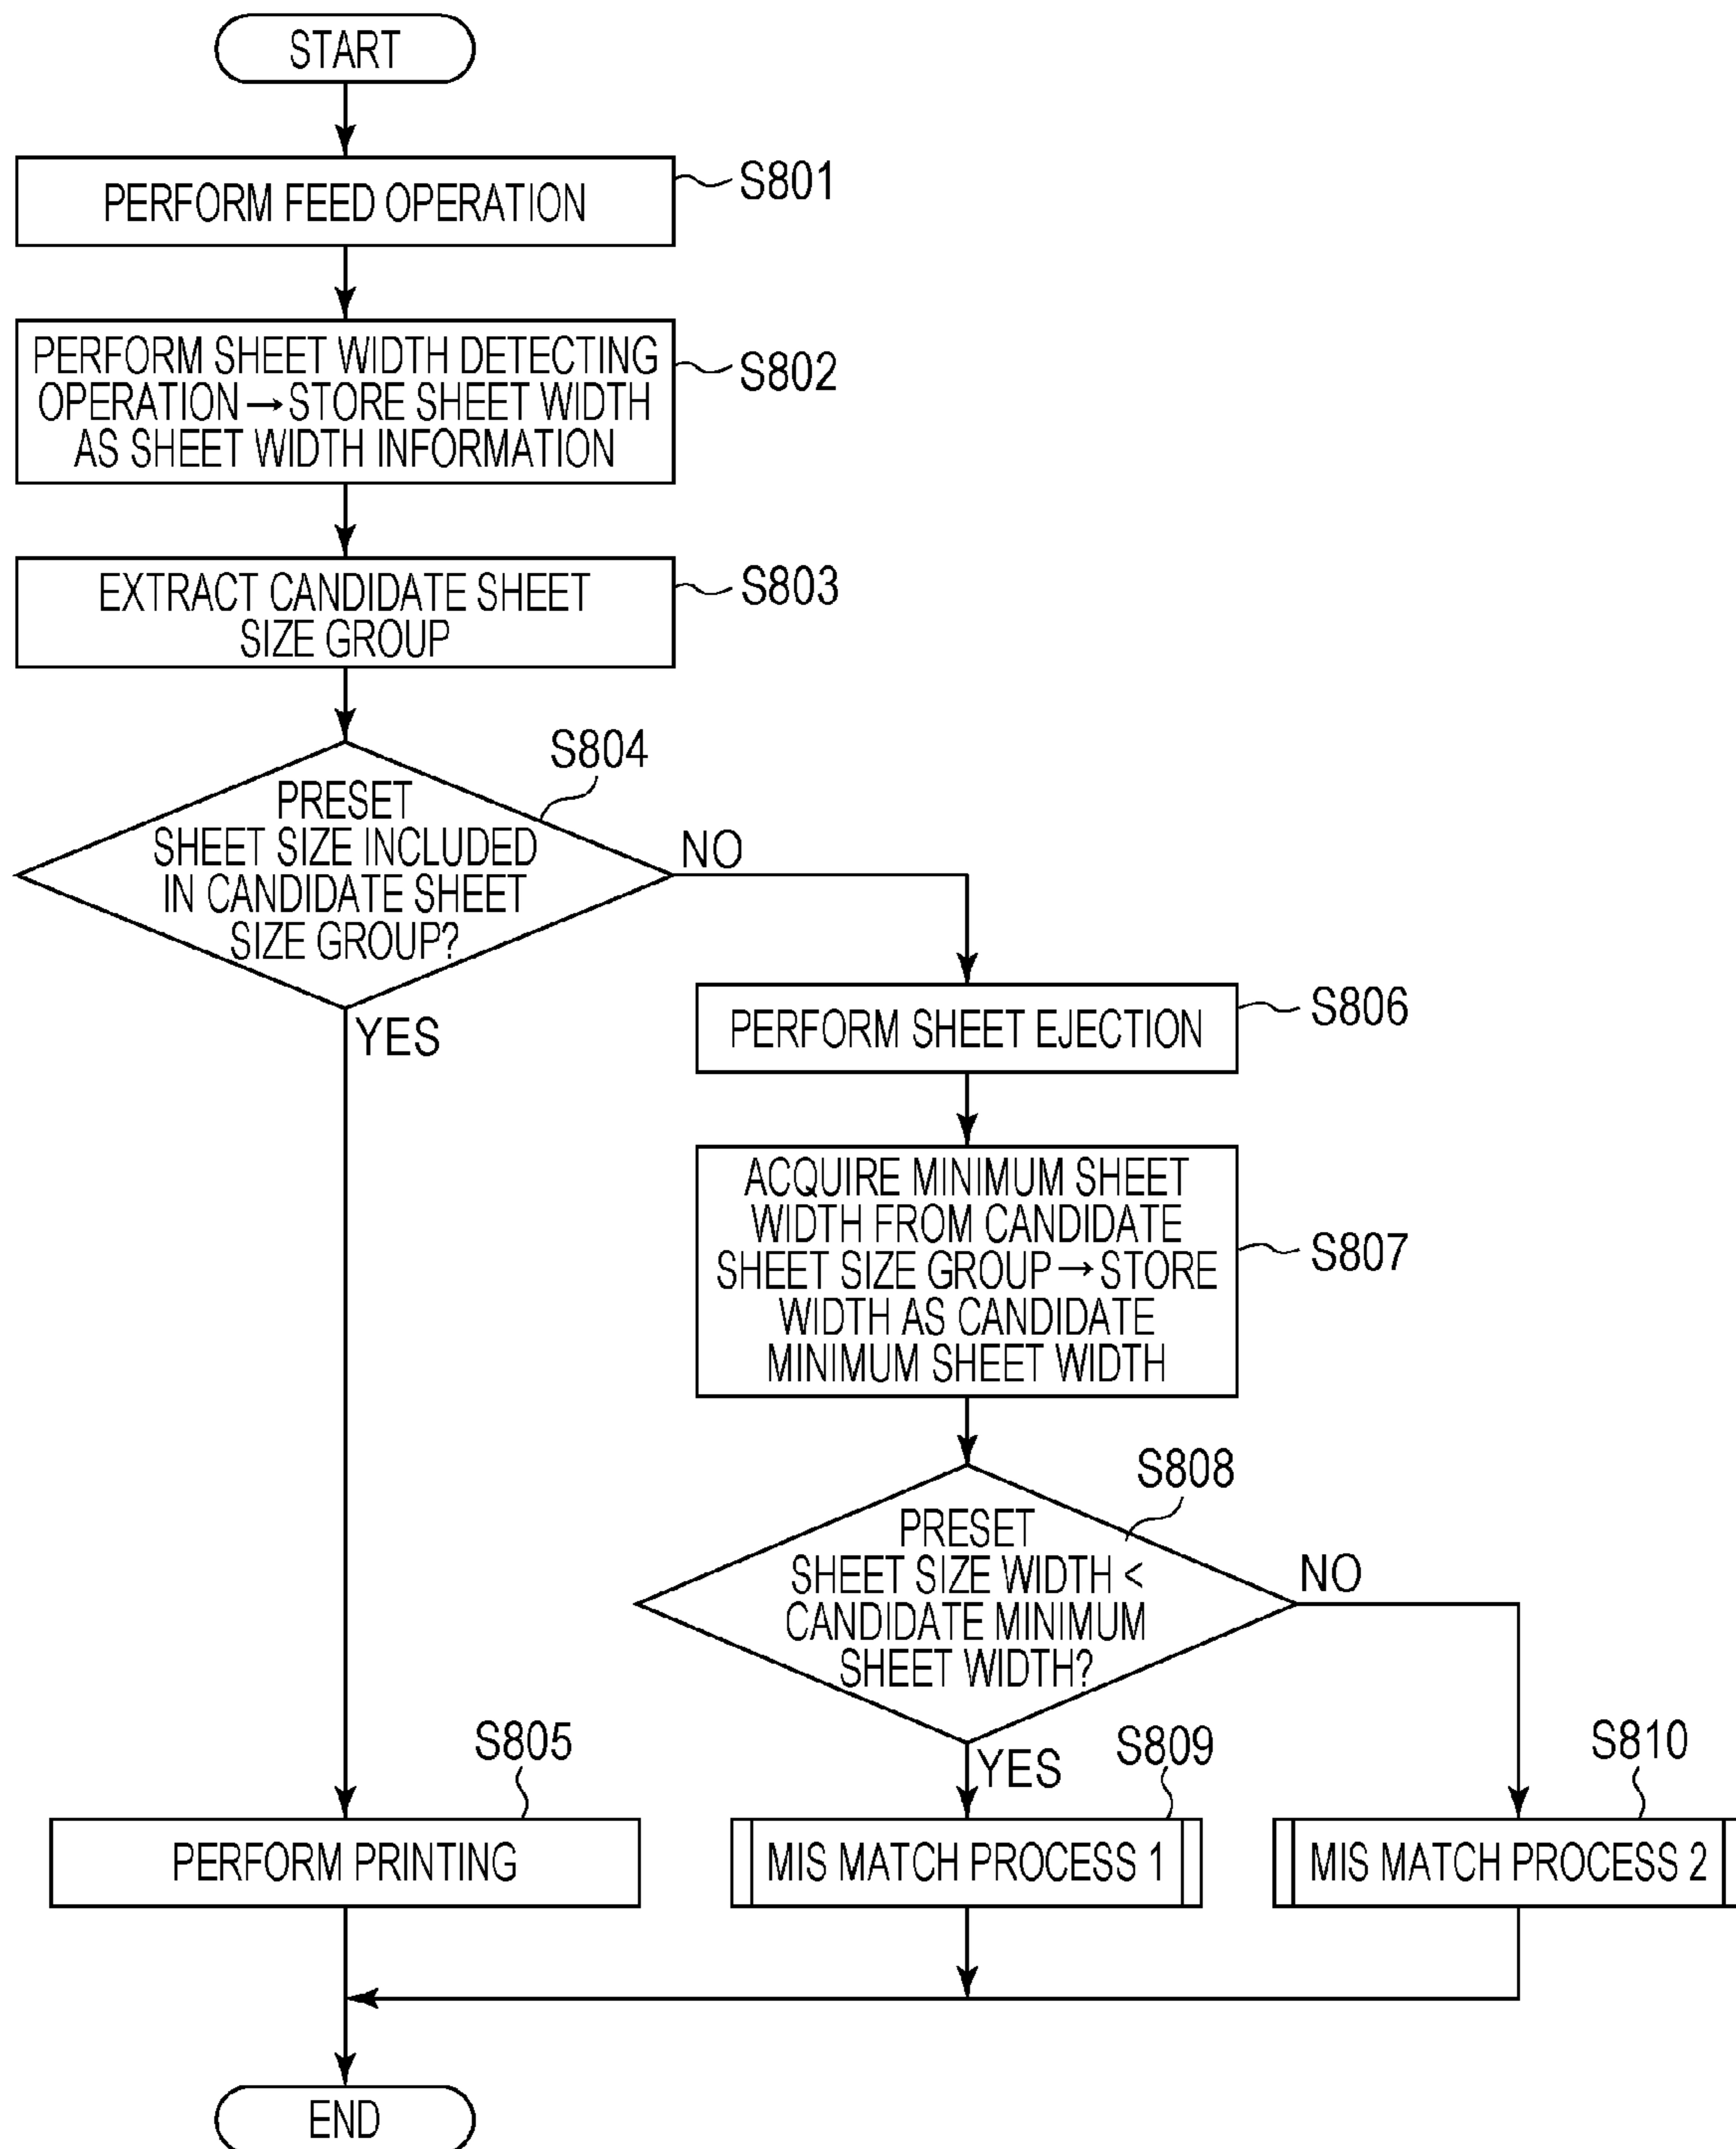 START
PERFORM FEED OPERATION
S801
PERFORM SHEET WIDTH DETECTING
OPERATION→STORE SHEET WIDTH
AS SHEET WIDTH INFORMATION
S802
EXTRACT CANDIDATE SHEET
SIZE GROUP
S803
S804
PRESET
SHEET SIZE INCLUDED
IN CANDIDATE SHEET
SIZE GROUP?
NO
YES
PERFORM SHEET EJECTION
S806
ACQUIRE MINIMUM SHEET
WIDTH FROM CANDIDATE
SHEET SIZE GROUP→STORE
WIDTH AS CANDIDATE
MINIMUM SHEET WIDTH
S807
S808
PRESET
SHEET SIZE WIDTH <
CANDIDATE MINIMUM
SHEET WIDTH?
NO
YES
S805
PERFORM PRINTING
S809
MIS MATCH PROCESS 1
S810
MIS MATCH PROCESS 2
END